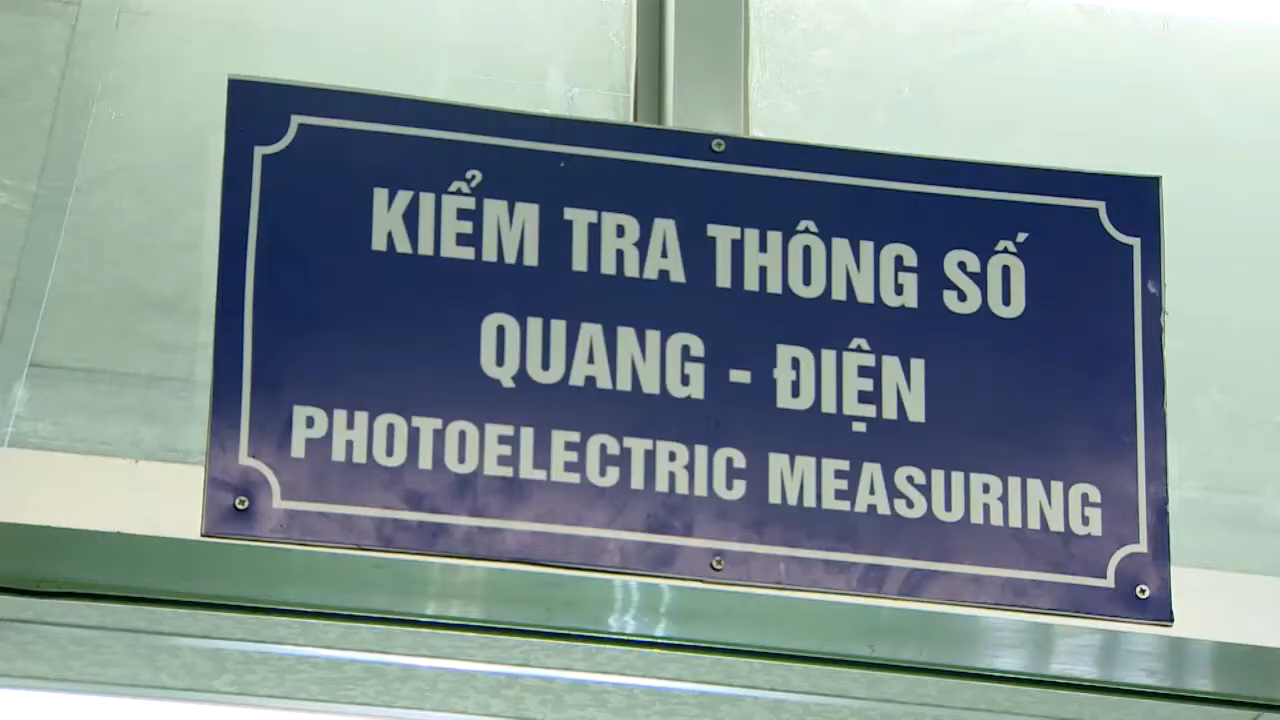 KIỂM TRA THÔNG SỐ
QUANG - ĐIỆN
PHOTOELECTRIC MEASURING